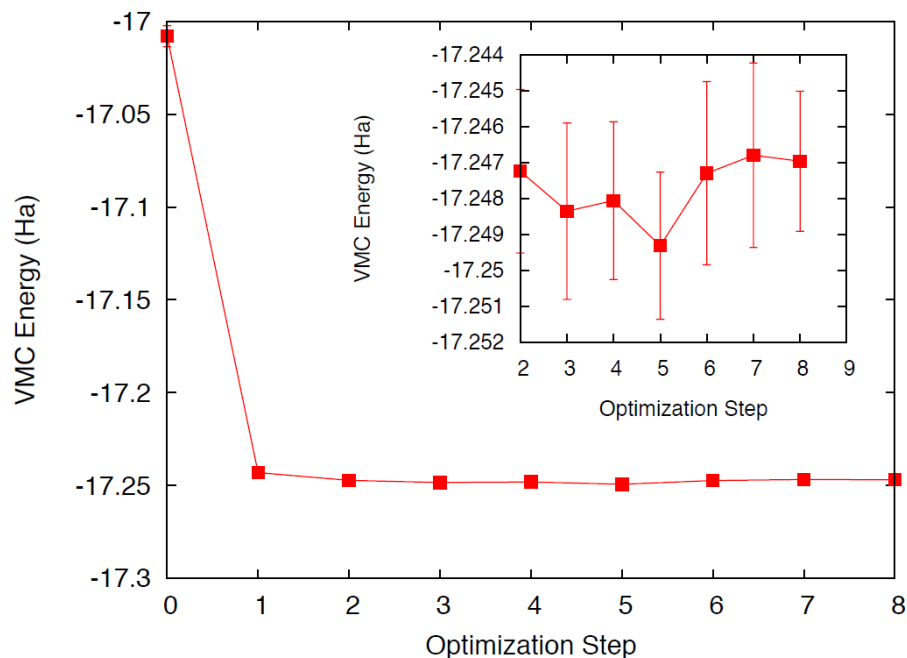 -17
-17.05
-17.1
-17.15
-17.2
-17.25
-17.3
VMC Energy (Ha)
0 1 2 3 4 5 6 7 8
Optimization Step
-17.244
-17.245
-17.246
-17.247
-17.248
-17.249
-17.25
-17.251
-17.252
VMC Energy (Ha)
2 3 4 5 6 7 8 9
Optimization Step